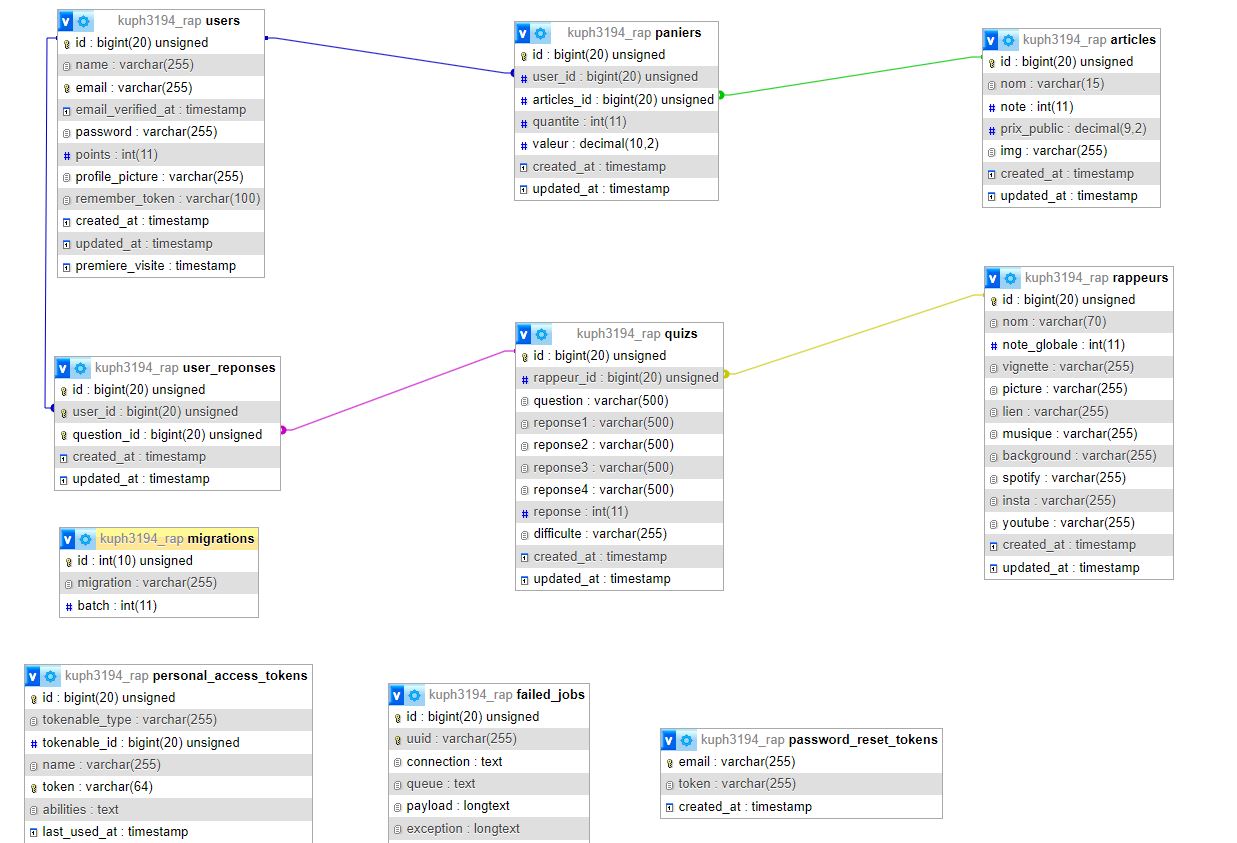 kuph3194_rap users
id : bigint(20) unsigned
name : varchar(255)
email : varchar(255)
email_verified_at : timestamp
password : varchar(255)
points : int(11)
profile_picture : varchar(255)
remember_token : varchar(100)
created_at : timestamp
updated_at : timestamp
premiere_visite : timestamp
kuph3194_rap paniers
id : bigint(20) unsigned
user_id : bigint(20) unsigned
articles_id : bigint(20) unsigned
quantite : int(11)
valeur : decimal(10,2)
created_at : timestamp
updated_at : timestamp
kuph3194_rap articles
id : bigint(20) unsigned
nom : varchar(15)
note : int(11)
prix_public : decimal(9,2)
img : varchar(255)
created_at : timestamp
updated_at : timestamp
kuph3194_rap user_reponses
id : bigint(20) unsigned
user_id : bigint(20) unsigned
question_id : bigint(20) unsigned
created_at : timestamp
updated_at : timestamp
kuph3194_rap quizs
id : bigint(20) unsigned
rappeur_id : bigint(20) unsigned
question : varchar(500)
reponse1 : varchar(500)
reponse2 : varchar(500)
reponse3 : varchar(500)
reponse4 : varchar(500)
reponse : int(11)
difficulte : varchar(255)
created_at : timestamp
updated_at : timestamp
kuph3194_rap rappeurs
id : bigint(20) unsigned
nom : varchar(70)
note_globale : int(11)
vignette : varchar(255)
picture : varchar(255)
lien : varchar(255)
musique : varchar(255)
background : varchar(255)
spotify : varchar(255)
insta : varchar(255)
youtube : varchar(255)
created_at : timestamp
updated_at : timestamp
kuph3194_rap migrations
id : int(10) unsigned
migration : varchar(255)
batch : int(11)
kuph3194_rap personal_access_tokens
id : bigint(20) unsigned
tokenable_type : varchar(255)
tokenable_id : bigint(20) unsigned
name : varchar(255)
token : varchar(64)
abilities : text
last_used_at : timestamp
kuph3194_rap failed_jobs
id : bigint(20) unsigned
uuid : varchar(255)
connection : text
queue : text
payload : longtext
exception : longtext
kuph3194_rap password_reset_tokens
email : varchar(255)
token : varchar(255)
created_at : timestamp